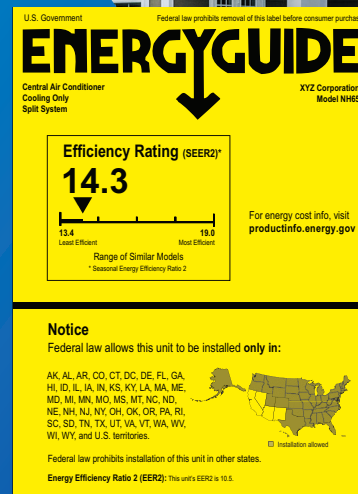 U.S. Government
Federal law prohibits removal of this label before consumer purchas
ENERGYGUIDE
Central Air Conditioner
Cooling Only
Split System
XYZ Corporation
Model NH65
Efficiency Rating (SEER2)*
14.3
13.4
19.0
Least Efficient
Most Efficient
Range of Similar Models
* Seasonal Energy Efficiency Ratio 2
For energy cost info, visit
productinfo.energy.gov
Notice
Federal law allows this unit to be installed only in:
AK, AL, AR, CO, CT, DC, DE, FL, GA,
HI, ID, IL, IA, IN, KS, KY, LA, MA, ME,
MD, MI, MN, MO, MS, MT, NC, ND,
NE, NH, NJ, NY, OH, OK, OR, PA, RI,
SC, SD, TN, TX, UT, VA, VT, WA, WV,
WI, WY, and U.S. territories.
Installation allowed
Federal law prohibits installation of this unit in other states.
Energy Efficiency Ratio 2 (EER2): This unit's EER2 is 10.5.